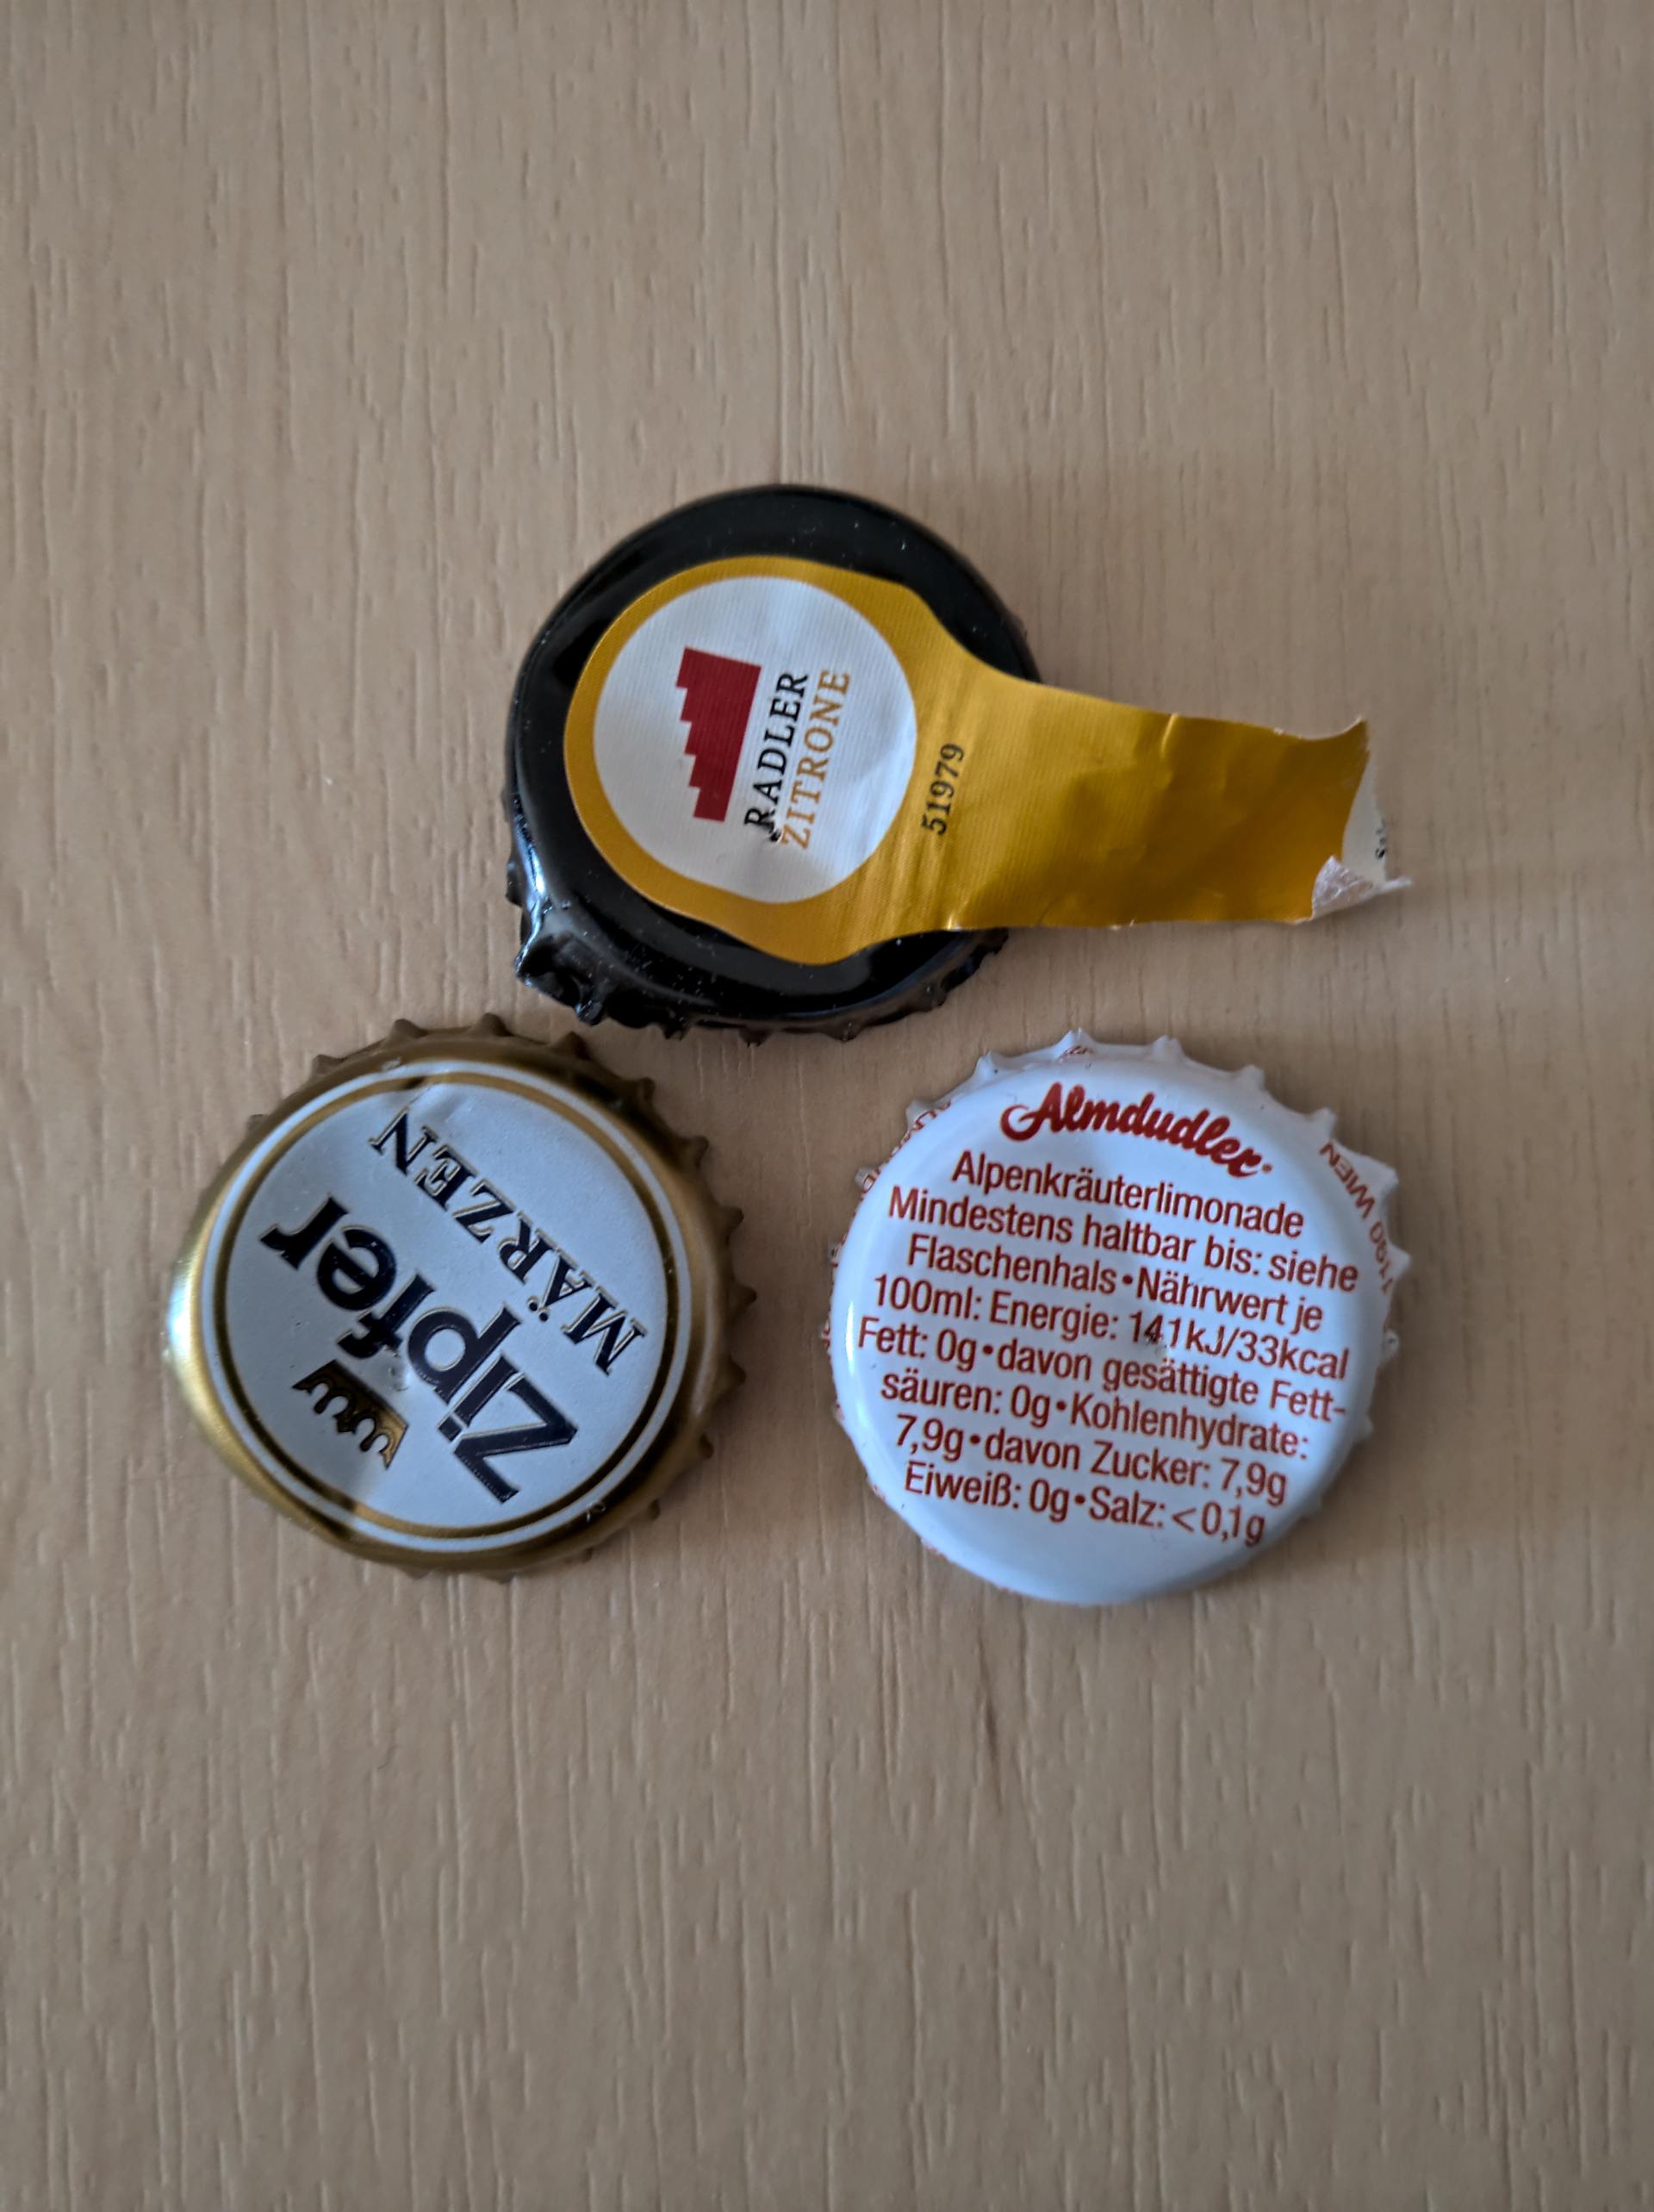 RADLER
ZITRONE
51979
Zipfer
MÄRZEN
Almdudler
Alpenkräuterlimonade
Mindestens haltbar bis: siehe
Flaschenhals•Nährwert je
100ml: Energie: 141kJ/33kcal
Fett: 0g•davon gesättigte Fett-
säuren: 0g•Kohlenhydrate:
7,9g•davon Zucker: 7,9g
Eiweiß: 0g•Salz: <0,1g
1190 WIEN